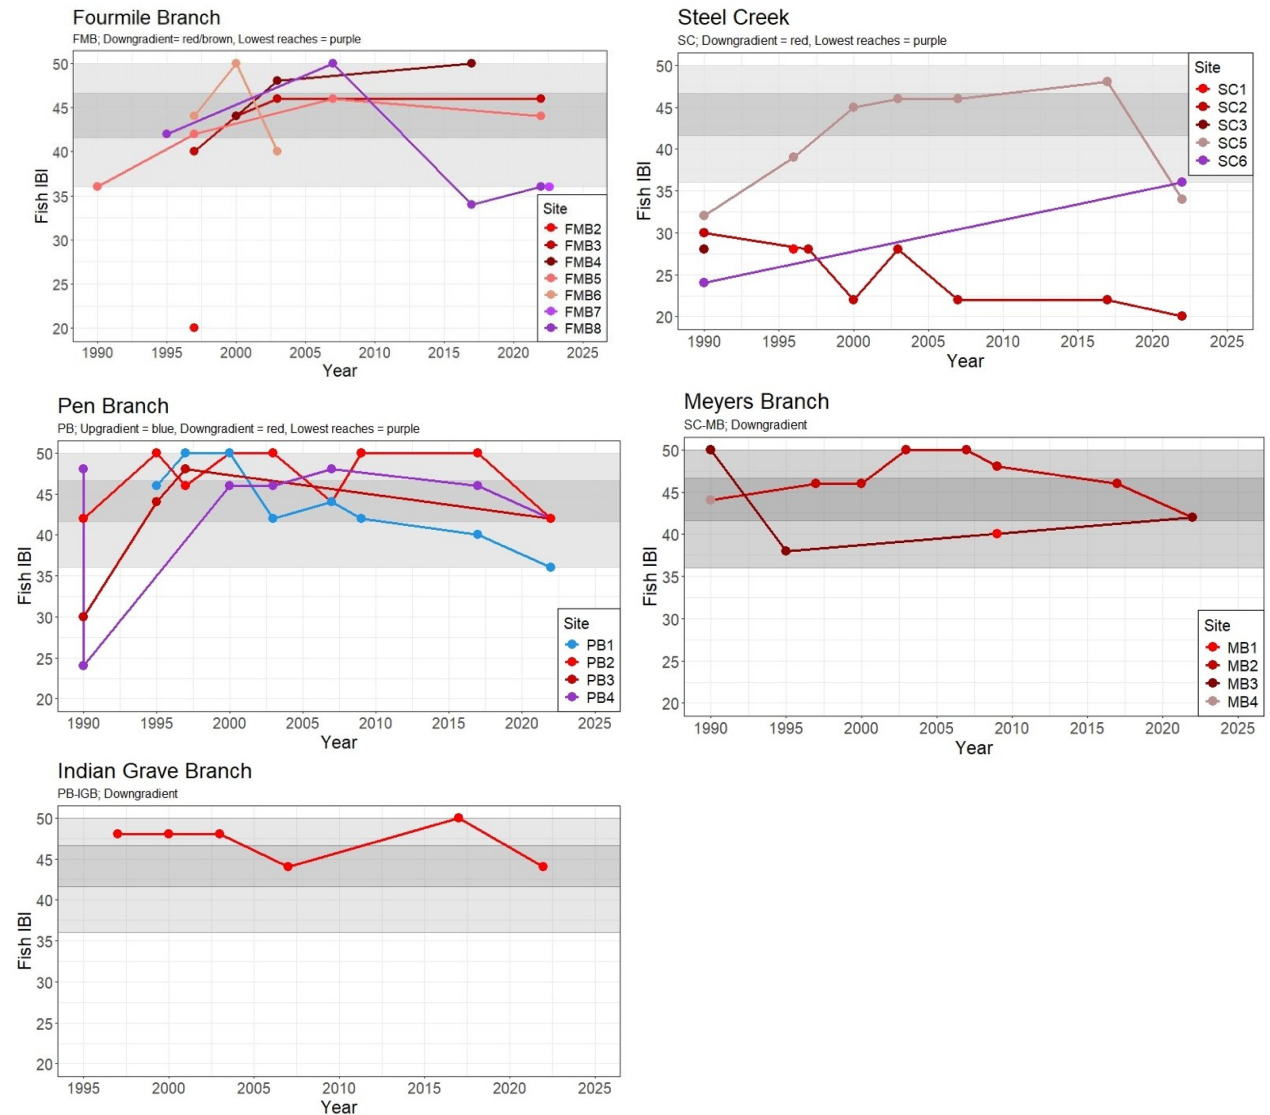 Fourmile Branch
FMB; Downgradient= red/brown, Lowest reaches = purple
50
45
40
35
30
25
20
Fish IBI
Site
FMB2
FMB3
FMB4
FMB5
FMB6
FMB7
FMB8
1990 1995 2000 2005 2010 2015 2020 2025
Year
Steel Creek
SC; Downgradient = red, Lowest reaches = purple
50
45
40
35
30
25
20
Fish IBI
Site
SC1
SC2
SC3
SC5
SC6
1990 1995 2000 2005 2010 2015 2020 2025
Year
Pen Branch
PB; Upgradient = blue, Downgradient = red, Lowest reaches = purple
50
45
40
35
30
25
20
Fish IBI
Site
PB1
PB2
PB3
PB4
1990 1995 2000 2005 2010 2015 2020 2025
Year
Meyers Branch
SC-MB; Downgradient
50
45
40
35
30
25
20
Fish IBI
Site
MB1
MB2
MB3
MB4
1990 1995 2000 2005 2010 2015 2020 2025
Year
Indian Grave Branch
PB-IGB; Downgradient
50
45
40
35
30
25
20
Fish IBI
1995 2000 2005 2010 2015 2020 2025
Year